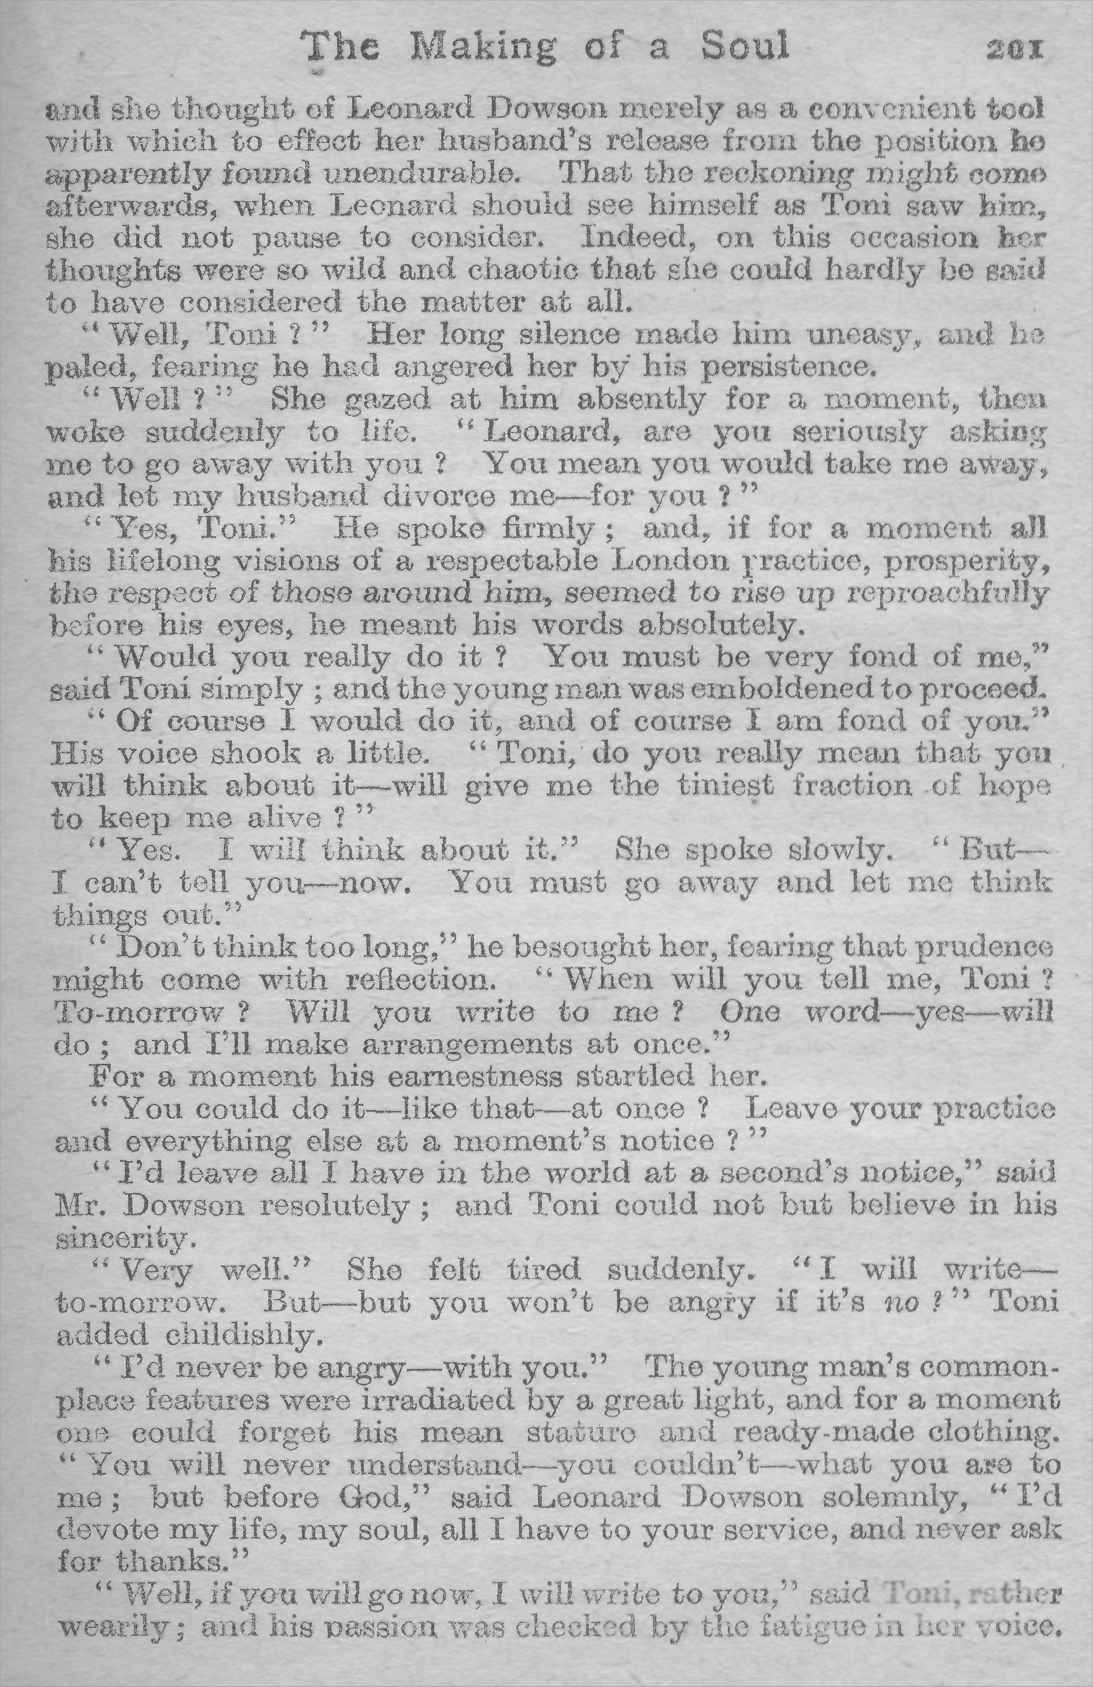 The Making of a Soul 201
and she thought of Leonard Dowson merely as a convenient tool
with which to effect her husband's release from the position he
apparently found unendurable. That the reckoning might come
afterwards, when Leonard should see himself as Toni saw him,
she did not pause to consider. Indeed, on this occasion her
thoughts were so wild and chaotic that she could hardly be said
to have considered the matter at all.
“ Well, Toni ? ” Her long silence made him uneasy, and he
paled, fearing he had angered her by his persistence.
“ Well ? ” She gazed at him absently for a moment, then
woke suddenly to life. “ Leonard, are you seriously asking
me to go away with you ? You mean you would take me away,
and let my husband divorce me—for you ? ”
“ Yes, Toni.” He spoke firmly ; and, if for a moment all
his lifelong visions of a respectable London practice, prosperity,
the respect of those around him, seemed to rise up reproachfully
before his eyes, he meant his words absolutely.
“ Would you really do it ? You must be very fond of me,”
said Toni simply ; and the young man was emboldened to proceed.
“ Of course I would do it, and of course I am fond of you.”
His voice shook a little. “ Toni, do you really mean that you
will think about it—will give me the tiniest fraction of hope
to keep me alive ? ”
“ Yes. I will think about it.” She spoke slowly. “ But—
I can't tell you—now. You must go away and let me think
things out.”
“ Don't think too long,” he besought her, fearing that prudence
might come with reflection. “ When will you tell me, Toni ?
To-morrow ? Will you write to me ? One word—yes—will
do ; and I'll make arrangements at once.”
For a moment his earnestness startled her.
“ You could do it—like that—at once ? Leave your practice
and everything else at a moment's notice ? ”
“ I'd leave all I have in the world at a second's notice,” said
Mr. Dowson resolutely ; and Toni could not but believe in his
sincerity.
“ Very well.” She felt tired suddenly. “ I will write—
to-morrow. But—but you won't be angry if it's no ? ” Toni
added childishly.
“ I'd never be angry—with you.” The young man's common-
place features were irradiated by a great light, and for a moment
one could forget his mean stature and ready-made clothing.
“ You will never understand—you couldn't—what you are to
me ; but before God,” said Leonard Dowson solemnly, “ I'd
devote my life, my soul, all I have to your service, and never ask
for thanks.”
“ Well, if you will go now, I will write to you,” said Toni, rather
wearily ; and his passion was checked by the fatigue in her voice.